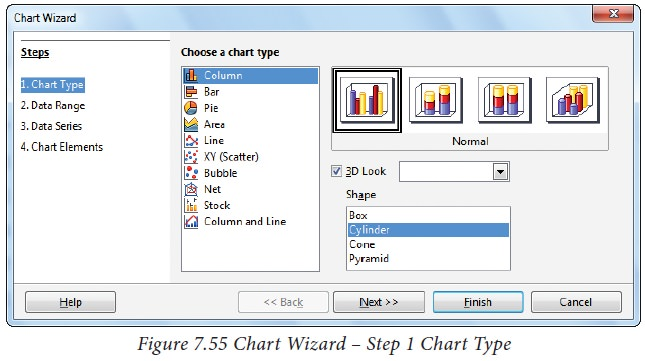 Chart Wizard
Steps
1. Chart Type
2. Data Range
3. Data Series
4. Chart Elements
Choose a chart type
Column
Bar
Pie
Area
Line
XY (Scatter)
Bubble
Net
Stock
Column and Line
Normal
3D Look
Shape
Box
Cylinder
Cone
Pyramid
Help
<< Back
Next >>
Finish
Cancel
Figure 7.55 Chart Wizard – Step 1 Chart Type